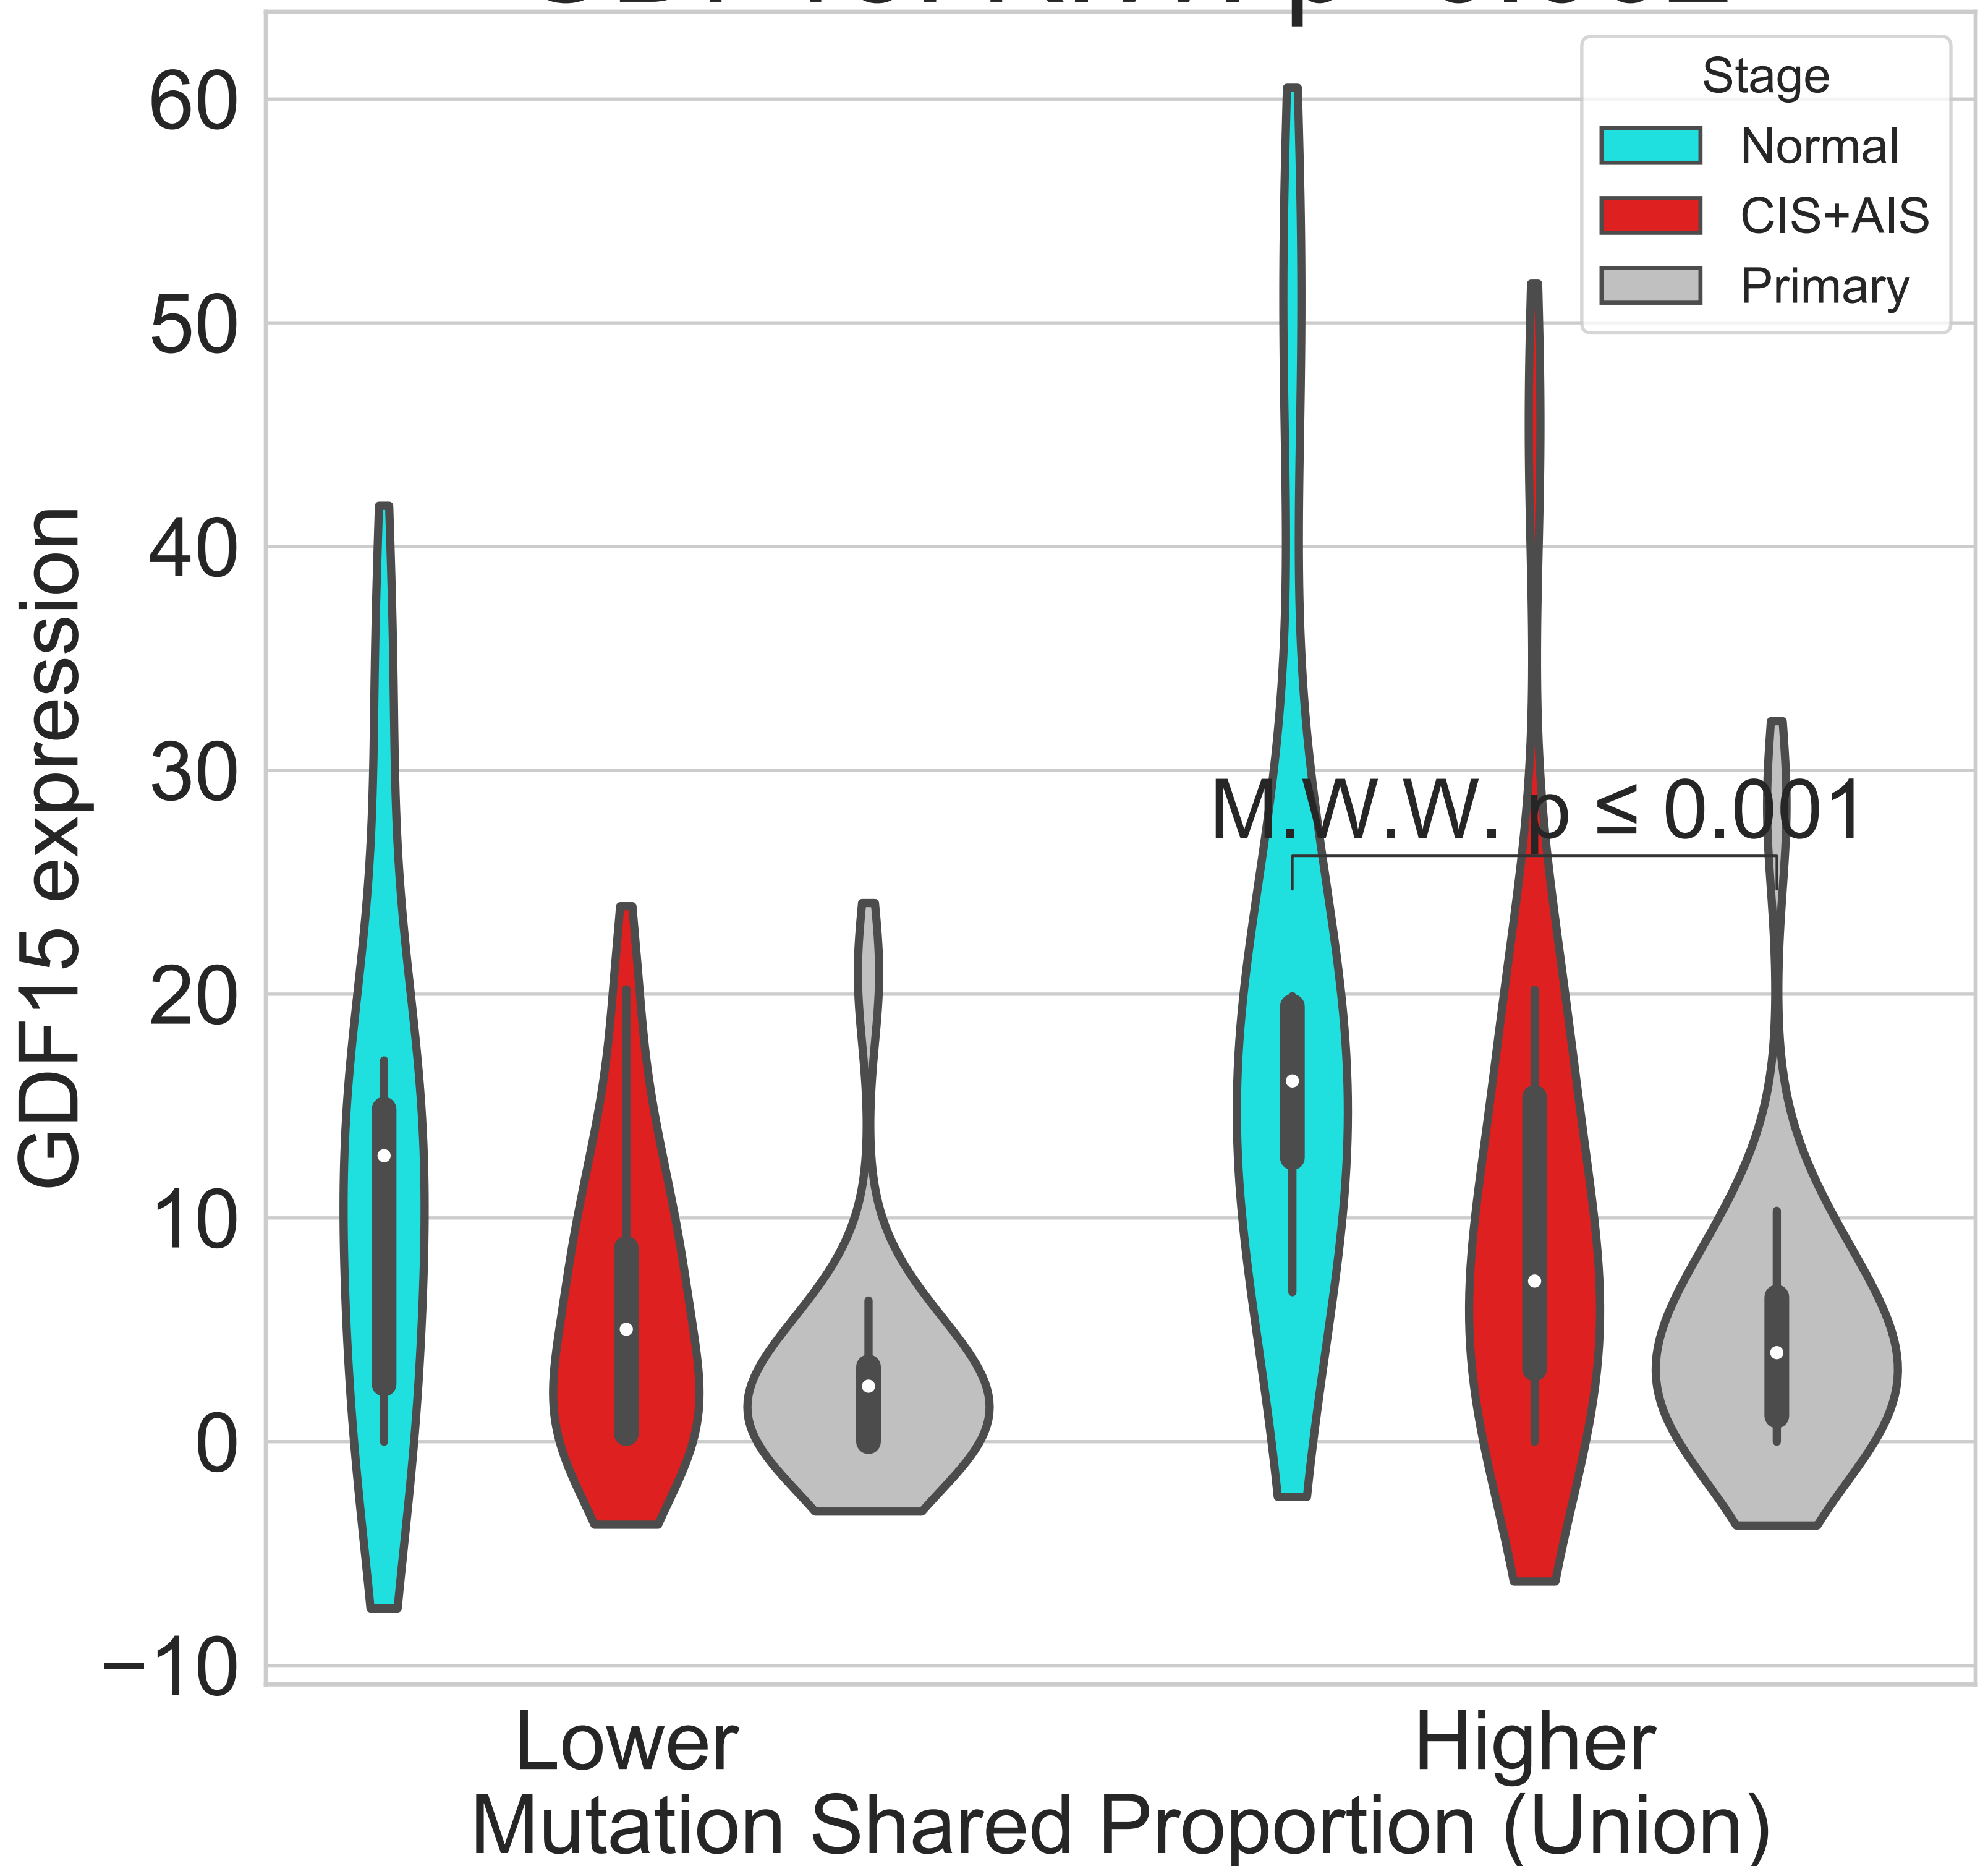 Stage
Normal
CIS+AIS
Primary
60
50
40
30
20
10
0
−10
GDF15 expression
M.W.W. p ≤ 0.001
Lower
Higher
Mutation Shared Proportion (Union)